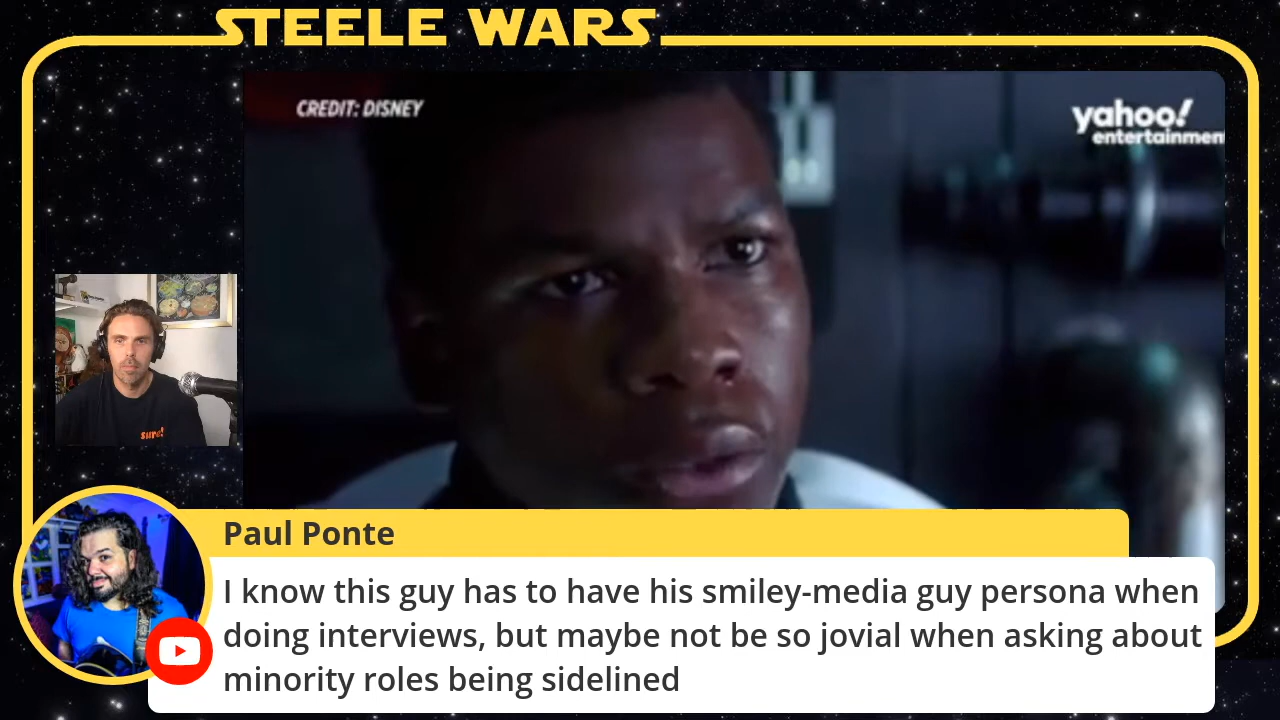 STEELE WARS
CREDIT: DISNEY
yahoo!
entertainment
sure!
Paul Ponte
I know this guy has to have his smiley-media guy persona when
doing interviews, but maybe not be so jovial when asking about
minority roles being sidelined